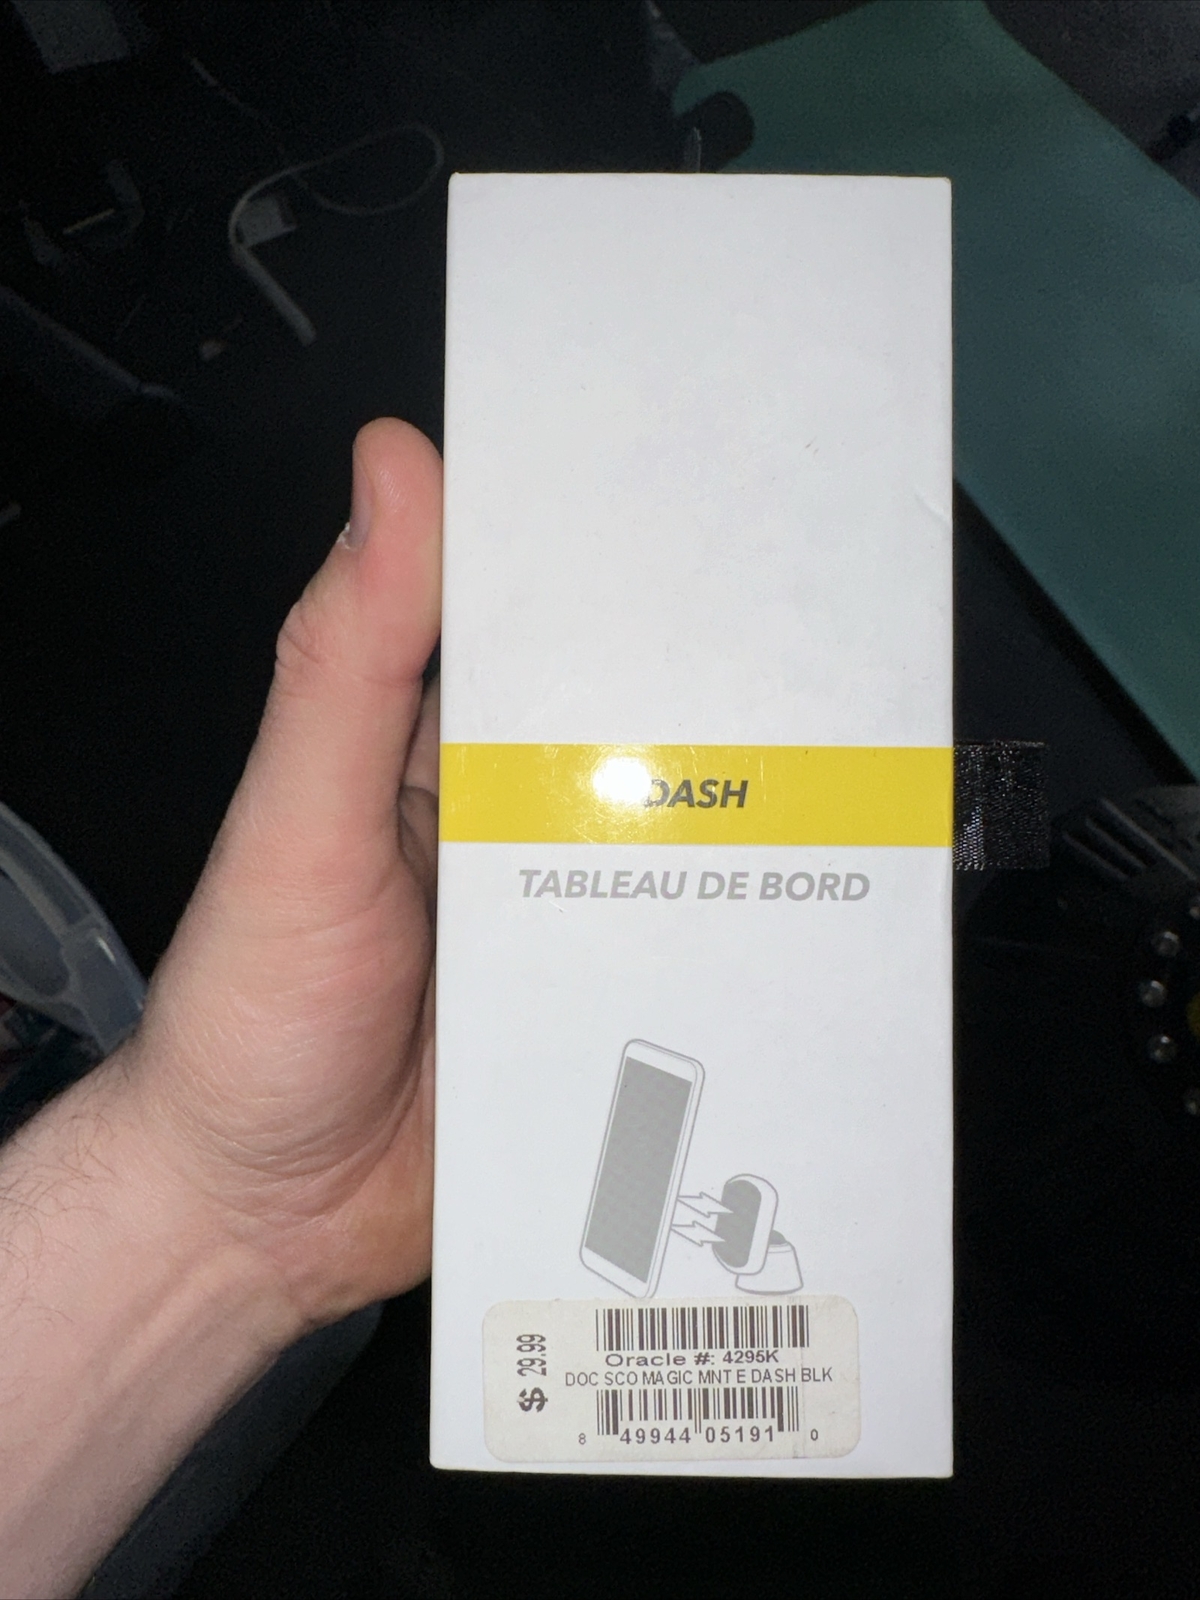 DASH
TABLEAU DE BORD
$ 29.99
Oracle #: 4295K
DOC SCO MAGIC MNT E DASH BLK
8 49944 05191 0